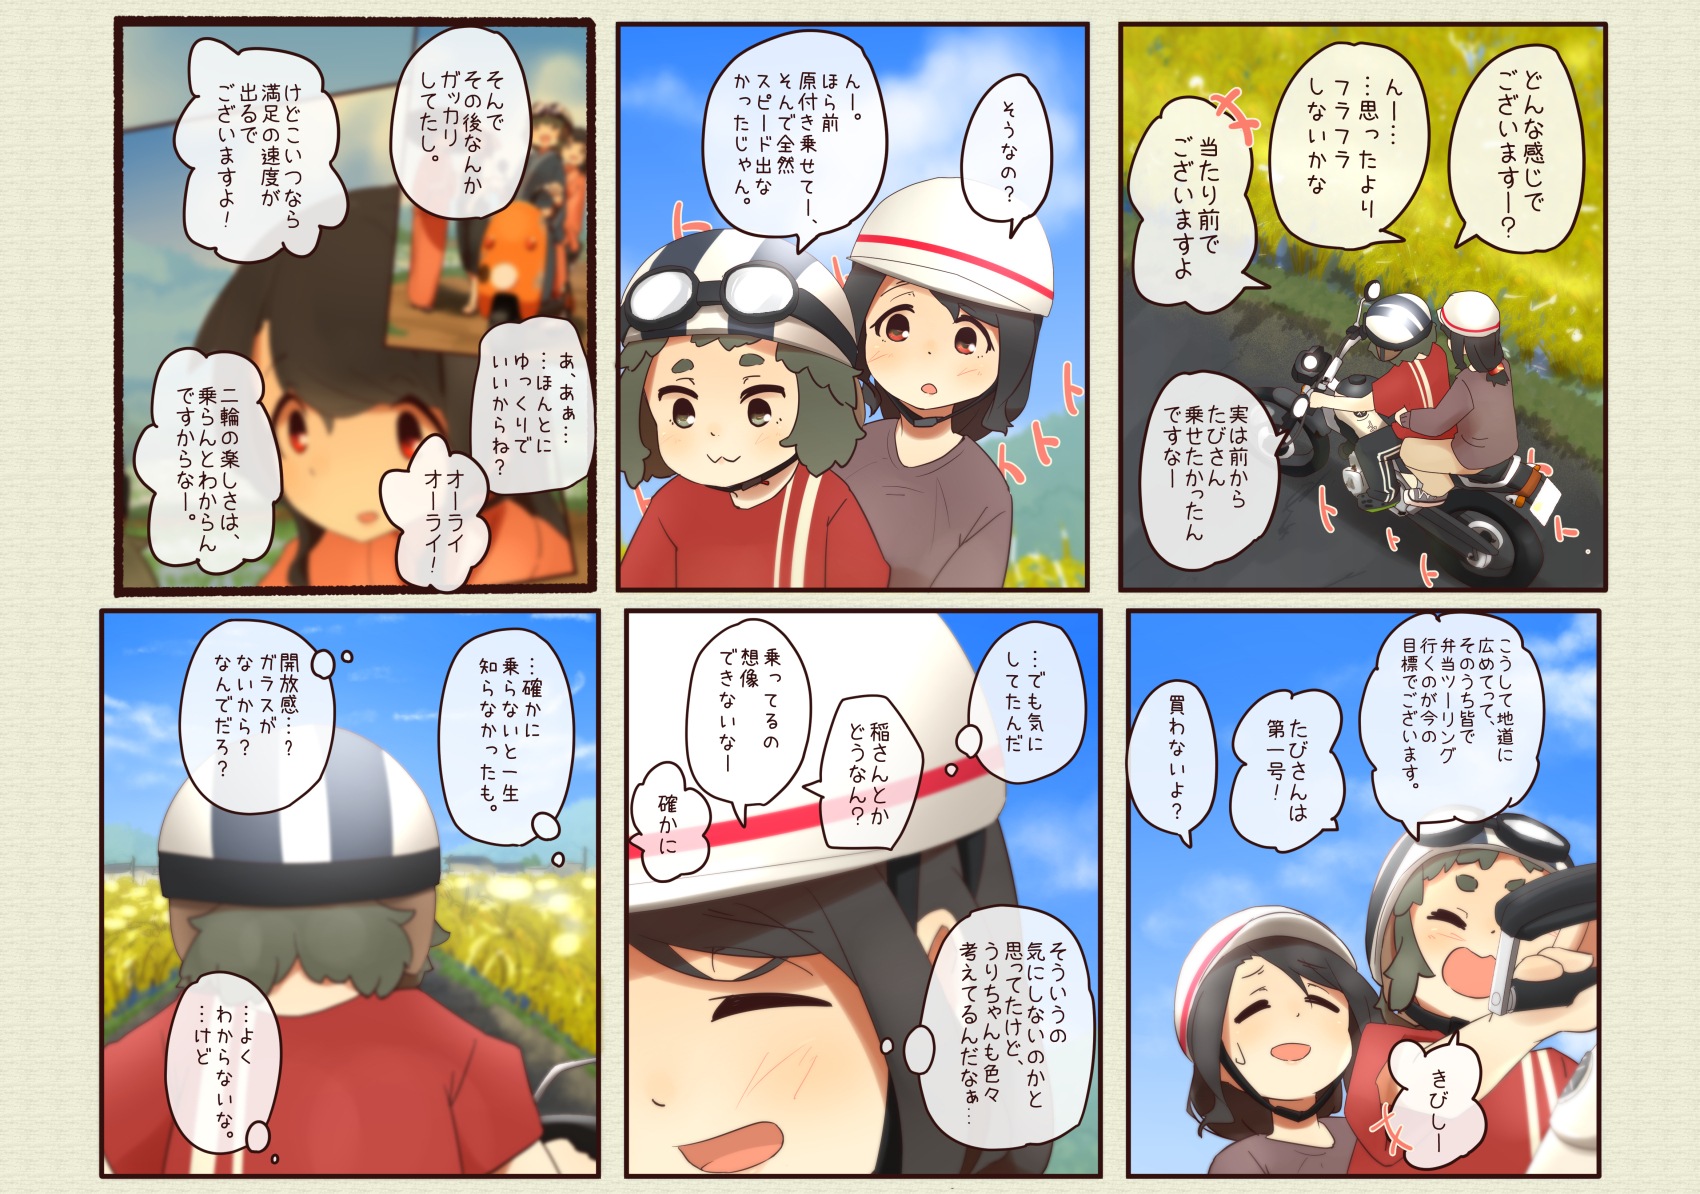 どんな感じで
ございますー？
んー…
…思ったより
フラフラ
しないかな
当たり前で
ございますよ
実は前から
たびさん
乗せたかったん
ですなー
ト
ト
ト
ト
ト
そうなの？
んー。
ほら前
原付き乗せてー、
そんで全然
スピード出な
かったじゃん。
ト
ト
ト
ト
ト
そんで
その後なんか
ガッカリ
してたし。
けどこいつなら
満足の速度が
出るで
ございますよ！
あ、あぁ…
…ほんとに
ゆっくりで
いいからね？
オーライ
オーライ！
二輪の楽しさは、
乗らんとわからん
ですからなー。
こうして地道に
広めてって、
そのうち皆で
弁当ツーリング
行くのが今の
目標でございます。
たびさんは
第一号！
買わないよ？
きびしー
…でも気に
してたんだ
稲さんとか
どうなん？
乗ってるの
想像
できないなー
確かに
そういうの
気にしないのかと
思ってたけど、
うりちゃんも色々
考えてるんだなぁ…
…確かに
乗らないと一生
知らなかったも。
開放感…？
ガラスが
ないから？
なんでだろ？
…よく
わからないな。
…けど